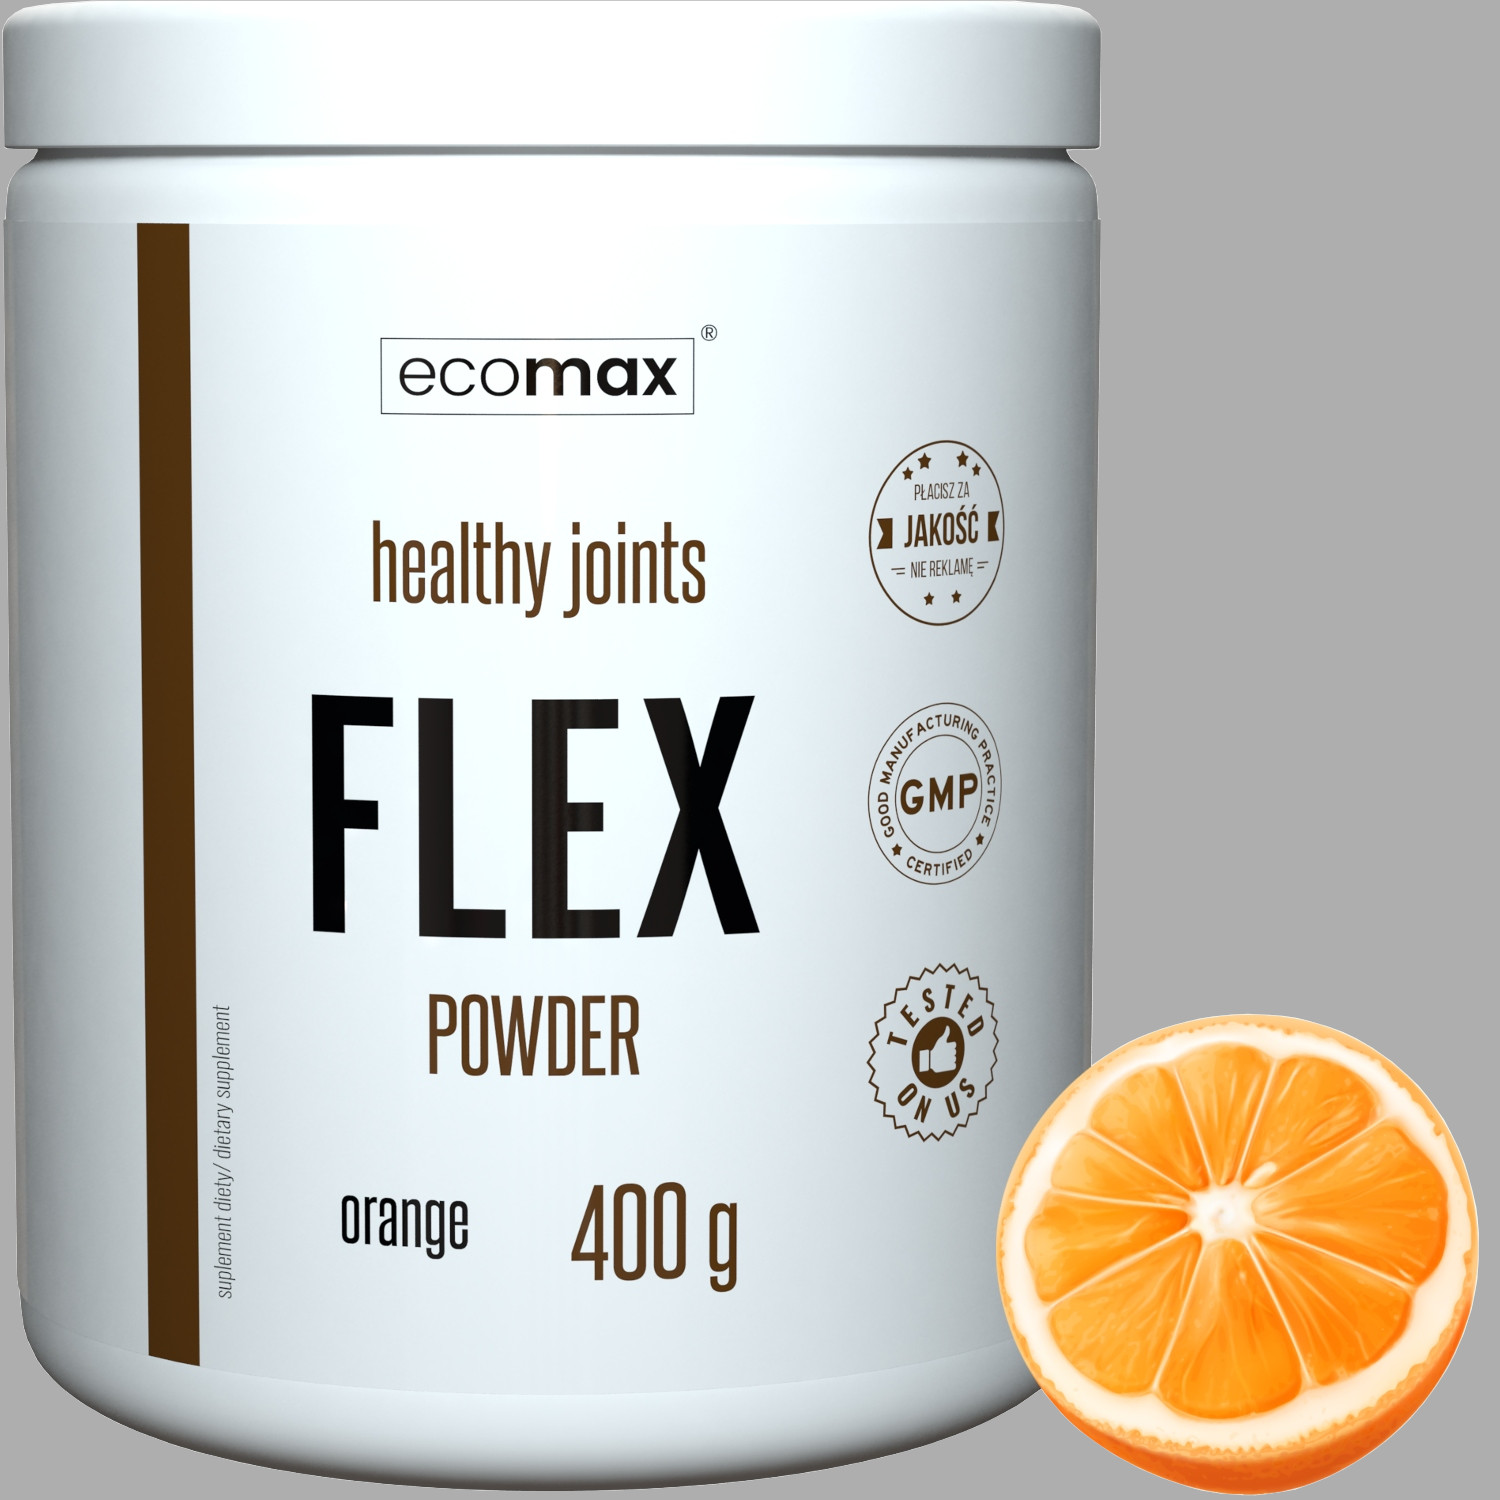 ecomax®
healthy joints
FLEX
POWDER
orange
400 g
suplement diety/ dietary supplement
PŁACISZ ZA
JAKOŚĆ
NIE REKLAMĘ
GOOD MANUFACTURING PRACTICE
GMP
CERTIFIED
TESTED
ON US